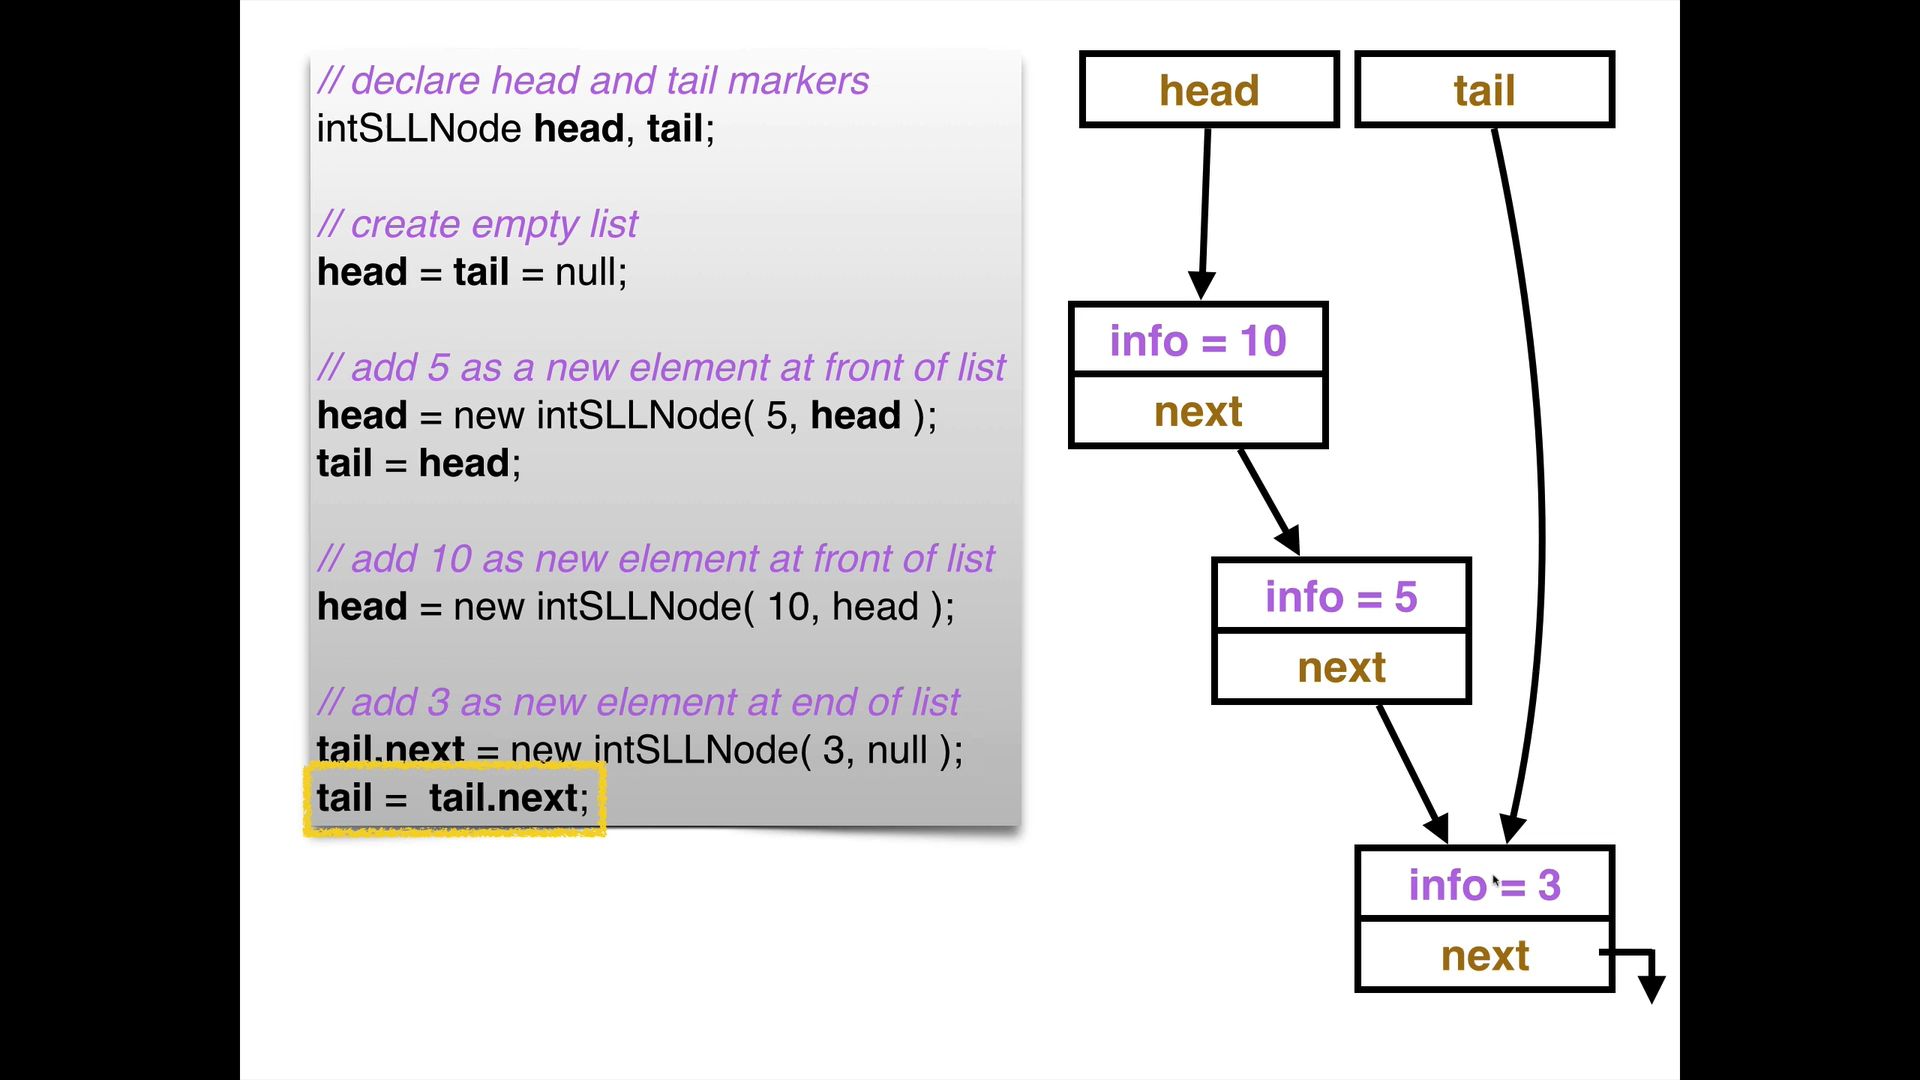 // declare head and tail markers
intSLLNode head, tail;
// create empty list
head = tail = null;
// add 5 as a new element at front of list
head = new intSLLNode( 5, head );
tail = head;
// add 10 as new element at front of list
head = new intSLLNode( 10, head );
// add 3 as new element at end of list
tail.next = new intSLLNode( 3, null );
tail =  tail.next;
head
tail
info = 10
next
info = 5
next
info = 3
next